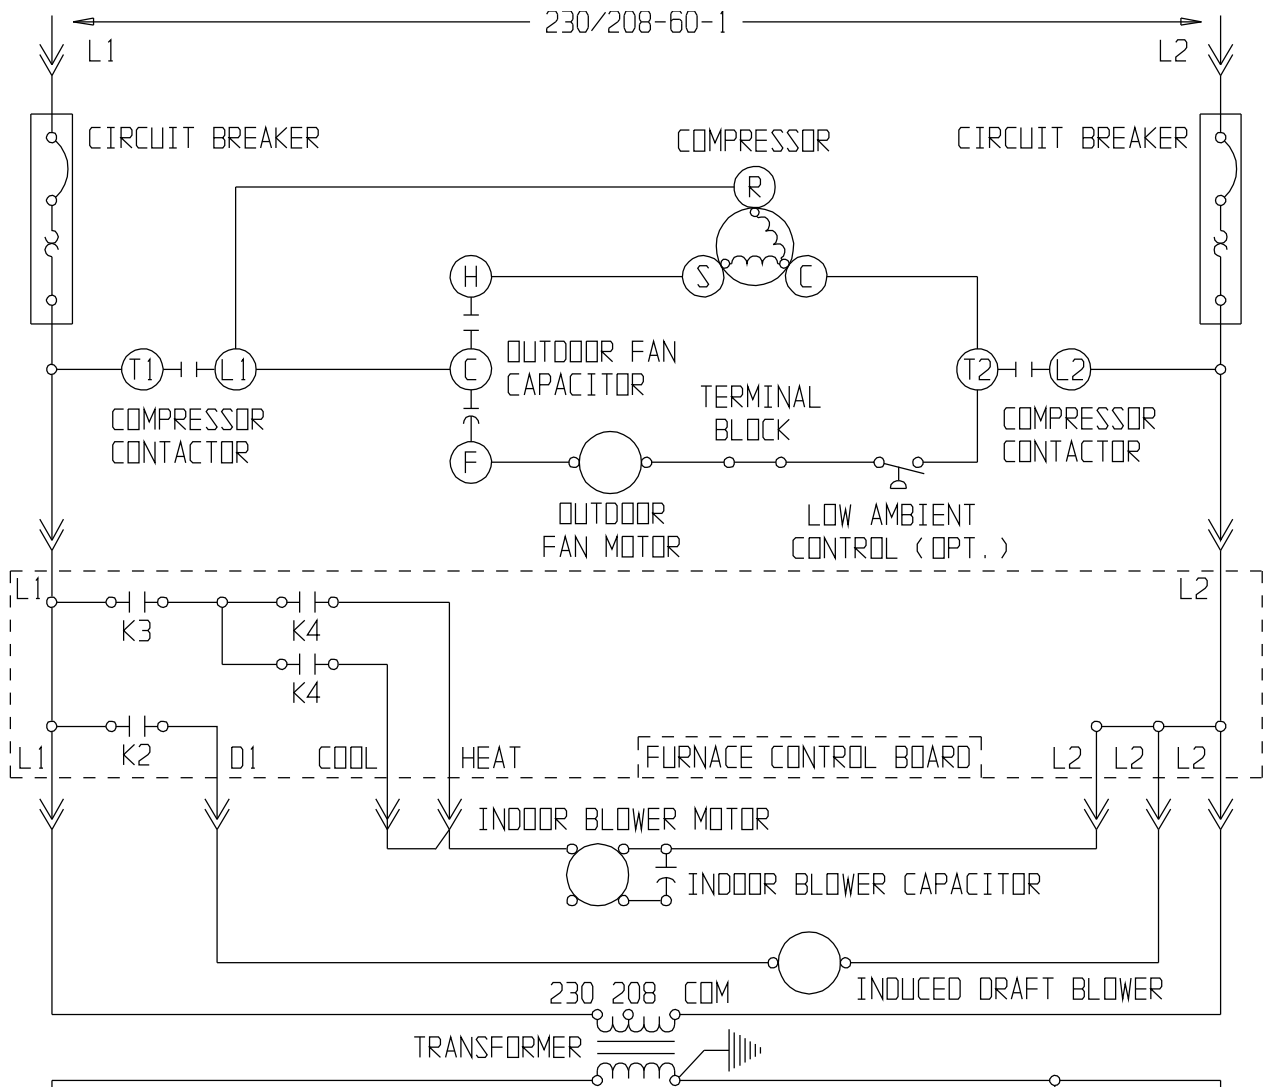 230/208-60-1
L1
L2
CIRCUIT BREAKER
COMPRESSOR
CIRCUIT BREAKER
R
H
S
C
T1
L1
C
OUTDOOR FAN
CAPACITOR
T2
L2
COMPRESSOR
CONTACTOR
TERMINAL
BLOCK
COMPRESSOR
CONTACTOR
F
OUTDOOR
FAN MOTOR
LOW AMBIENT
CONTROL (OPT.)
L1
L2
K3
K4
K4
L1
K2
D1
COOL
HEAT
FURNACE CONTROL BOARD
L2
L2
L2
INDOOR BLOWER MOTOR
INDOOR BLOWER CAPACITOR
INDUCED DRAFT BLOWER
230 208 COM
TRANSFORMER